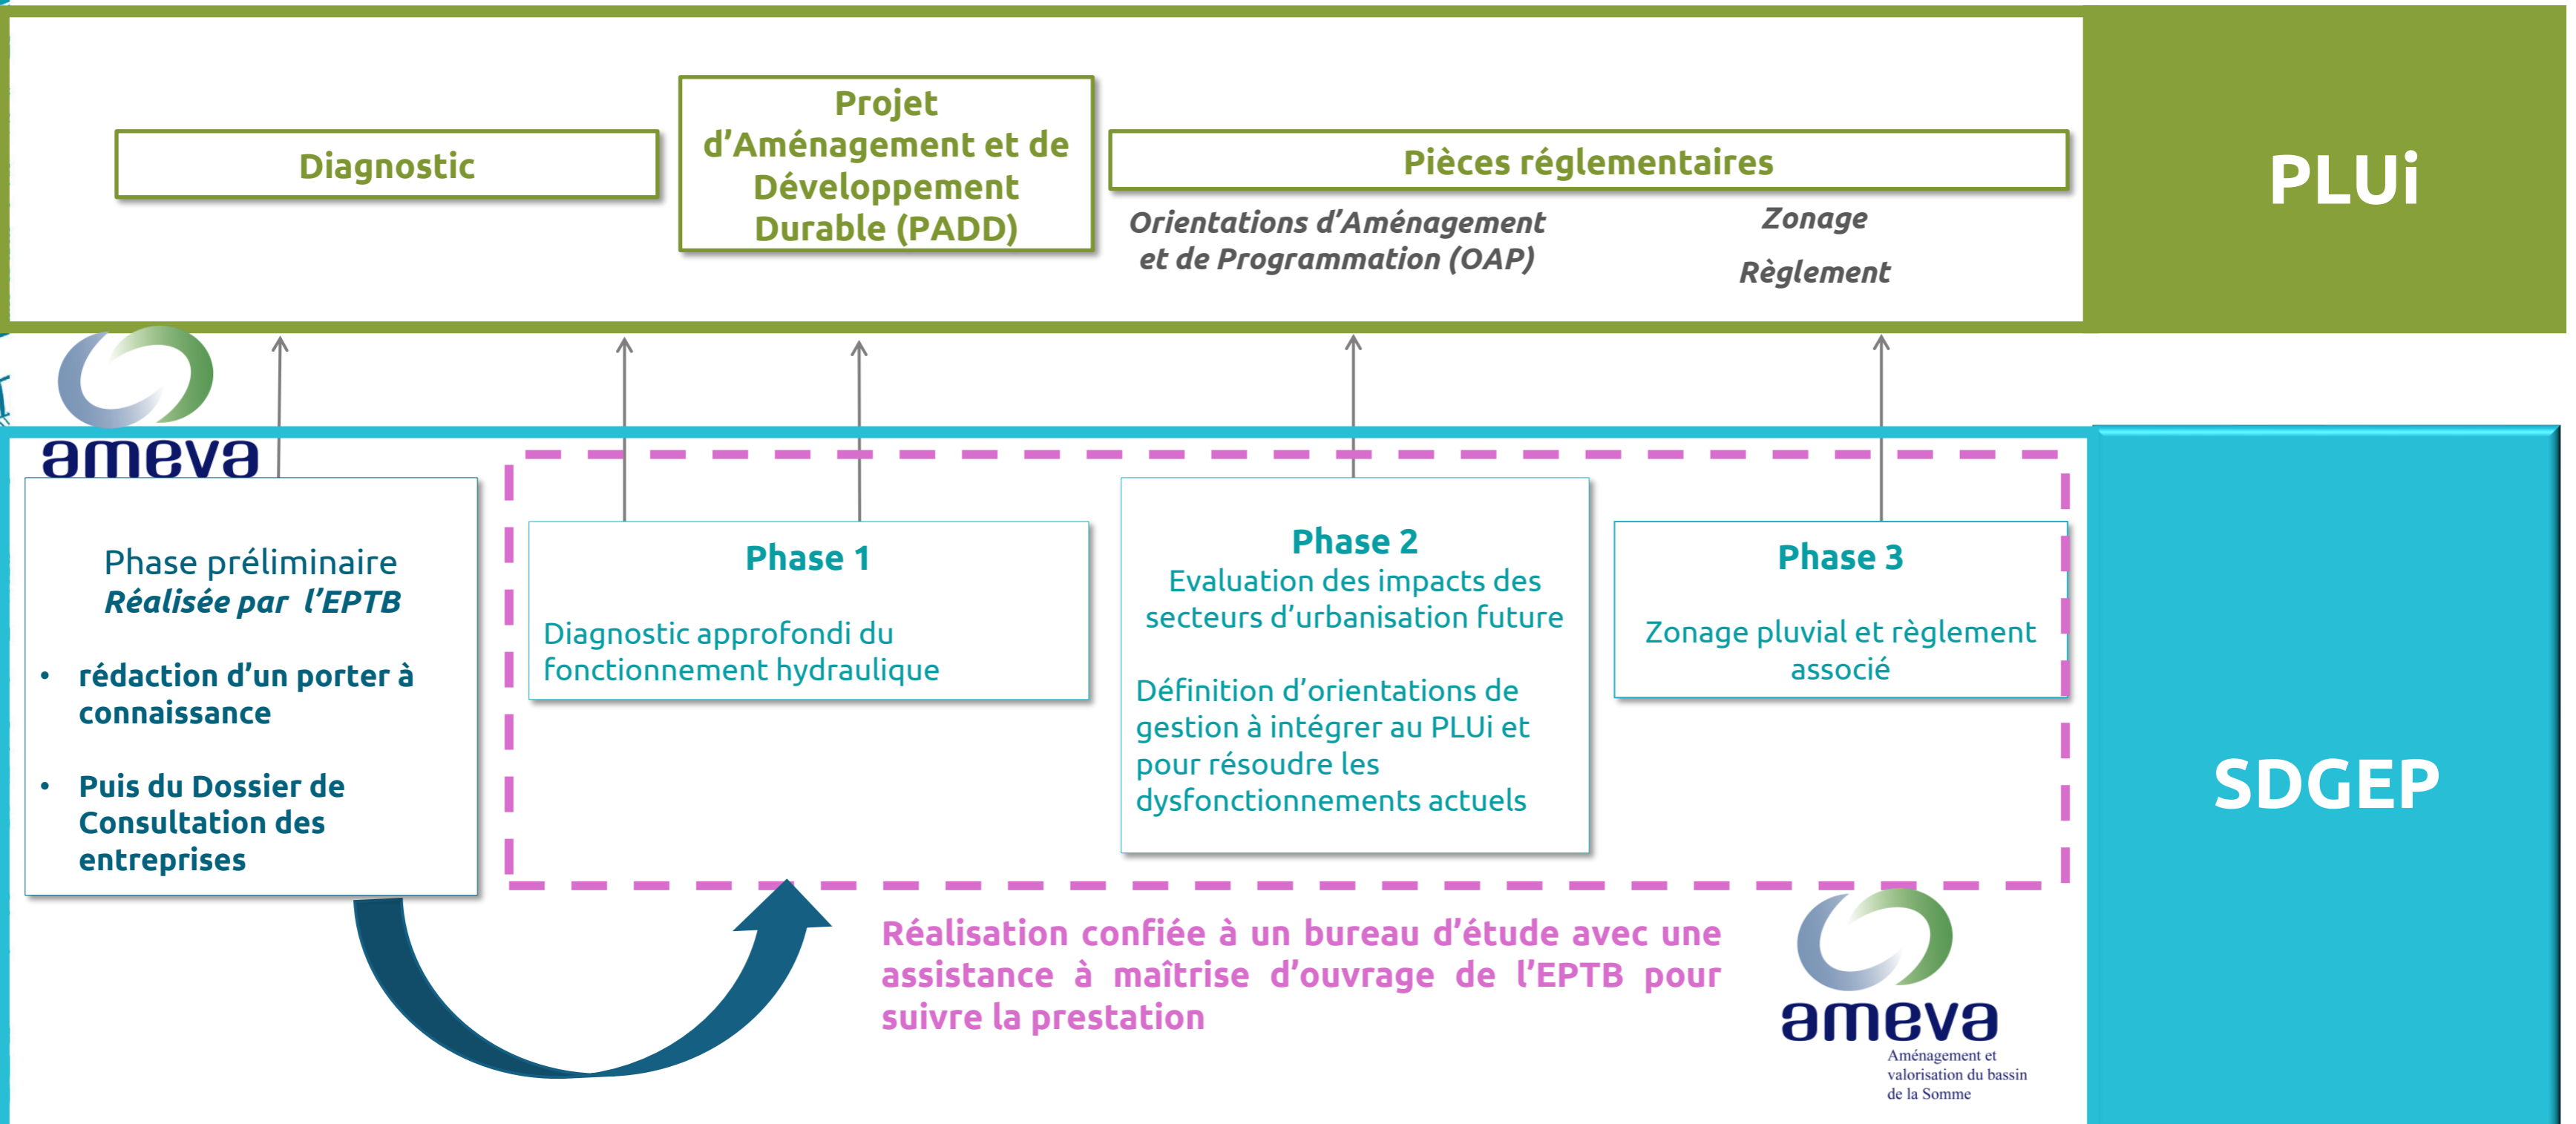 Diagnostic
Projet
d’Aménagement et de
Développement
Durable (PADD)
Pièces réglementaires
Orientations d’Aménagement
et de Programmation (OAP)
Zonage
Règlement
PLUi
ameva
Phase préliminaire
Réalisée par l’EPTB
• rédaction d’un porter à
connaissance
• Puis du Dossier de
Consultation des
entreprises
Phase 1
Diagnostic approfondi du
fonctionnement hydraulique
Phase 2
Evaluation des impacts des
secteurs d’urbanisation future
Définition d’orientations de
gestion à intégrer au PLUi et
pour résoudre les
dysfonctionnements actuels
Phase 3
Zonage pluvial et règlement
associé
SDGEP
Réalisation confiée à un bureau d’étude avec une
assistance à maîtrise d’ouvrage de l’EPTB pour
suivre la prestation
ameva
Aménagement et
valorisation du bassin
de la Somme